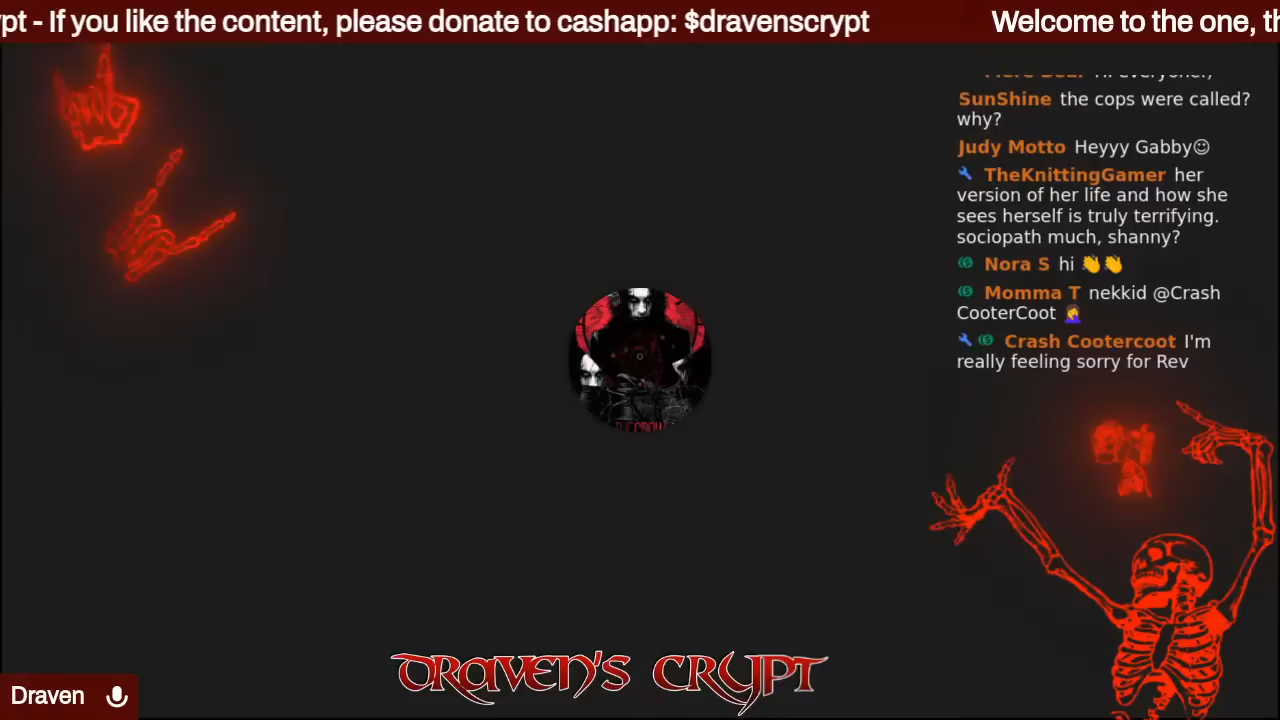 pt - If you like the content, please donate to cashapp: $dravenscrypt Welcome to the one, th
SunShine the cops were called?
why?
Judy Motto Heyyy Gabby☺
TheKnittingGamer her
version of her life and how she
sees herself is truly terrifying.
sociopath much, shanny?
Nora S hi 👋👋
Momma T nekkid @Crash
CooterCoot 🤦‍♀️
Crash Cootercoot I'm
really feeling sorry for Rev
DRAVEN'S CRYPT
Draven